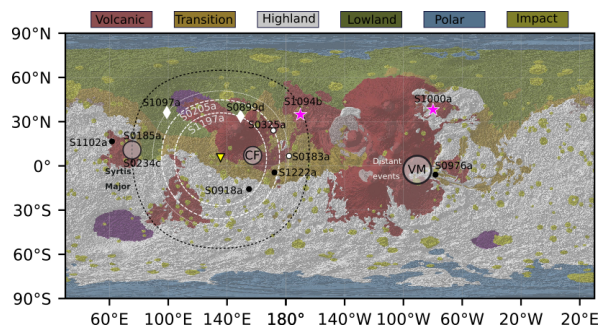 Volcanic Transition Highland Lowland Polar Impact
90°N
60°N
30°N
0°
30°S
60°S
90°S
S1097a
S0205a
S0899d
S1094b
S1000a
S1197a
S0325a
S1102a
S0185a
S0234c
CF
S0183a
Distant
events
VM
S0976a
Syrtis
Major
S1222a
S0918a
60°E 100°E 140°E 180° 140°W 100°W 60°W 20°W 20°E